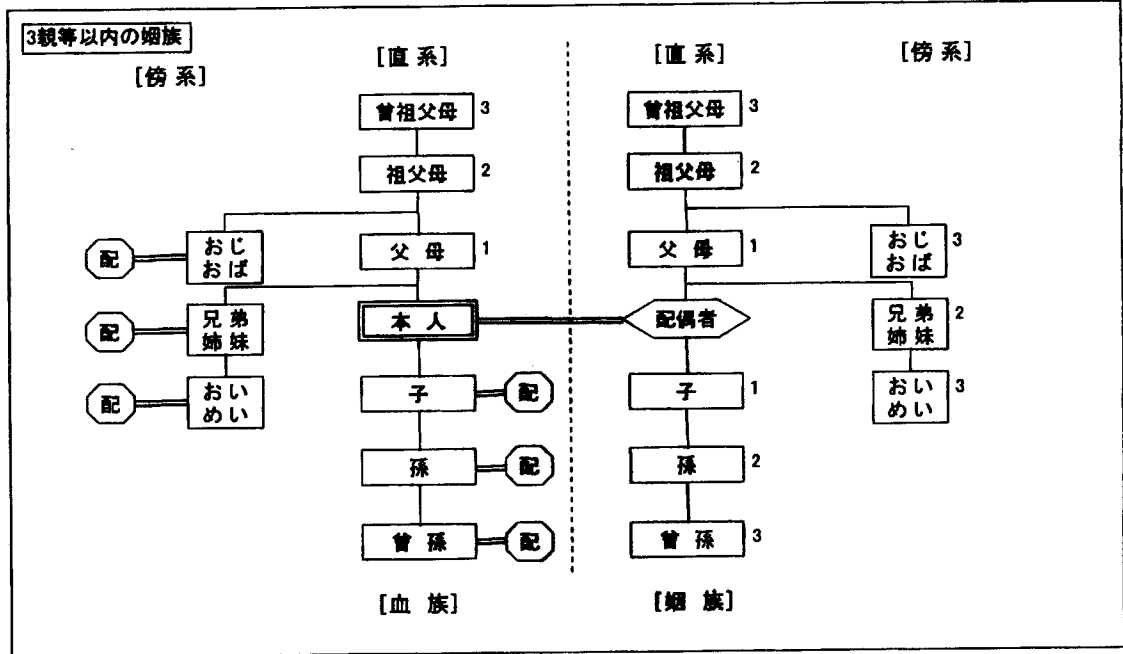 3親等以内の姻族
[傍 系]
[直 系]
[直 系]
[傍 系]
曽祖父母 3
曽祖父母 3
祖父母 2
祖父母 2
配
おじ
おば
父 母 1
父 母 1
おじ
おば
3
配
兄 弟
姉 妹
本 人
配偶者
兄 弟
姉 妹
2
配
おい
めい
子
配
子 1
おい
めい
3
孫
配
孫 2
曽 孫
配
曽 孫 3
[血 族]
[姻 族]